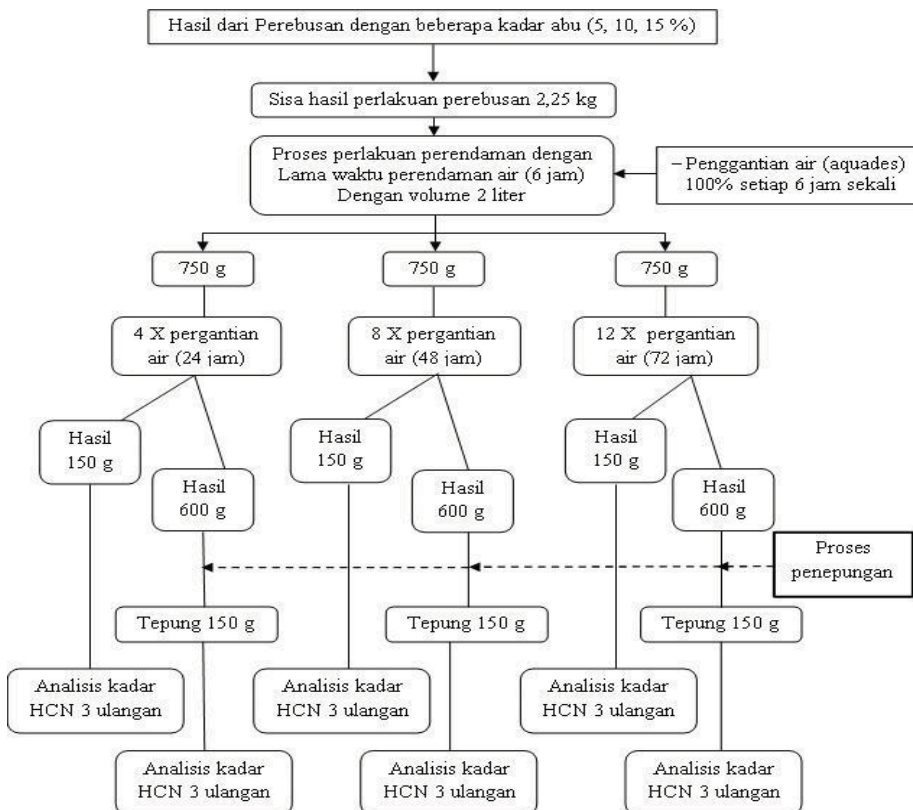 Hasil dari Perebusan dengan beberapa kadar abu (5, 10, 15 %)
Sisa hasil perlakuan perebusan 2,25 kg
Proses perlakuan perendaman dengan
Lama waktu perendaman air (6 jam)
Dengan volume 2 liter
– Penggantian air (aquades)
100% setiap 6 jam sekali
750 g
750 g
750 g
4 X pergantian
air (24 jam)
8 X pergantian
air (48 jam)
12 X pergantian
air (72 jam)
Hasil
150 g
Hasil
600 g
Hasil
150 g
Hasil
600 g
Hasil
150 g
Hasil
600 g
Proses
penepungan
Tepung 150 g
Tepung 150 g
Tepung 150 g
Analisis kadar
HCN 3 ulangan
Analisis kadar
HCN 3 ulangan
Analisis kadar
HCN 3 ulangan
Analisis kadar
HCN 3 ulangan
Analisis kadar
HCN 3 ulangan
Analisis kadar
HCN 3 ulangan